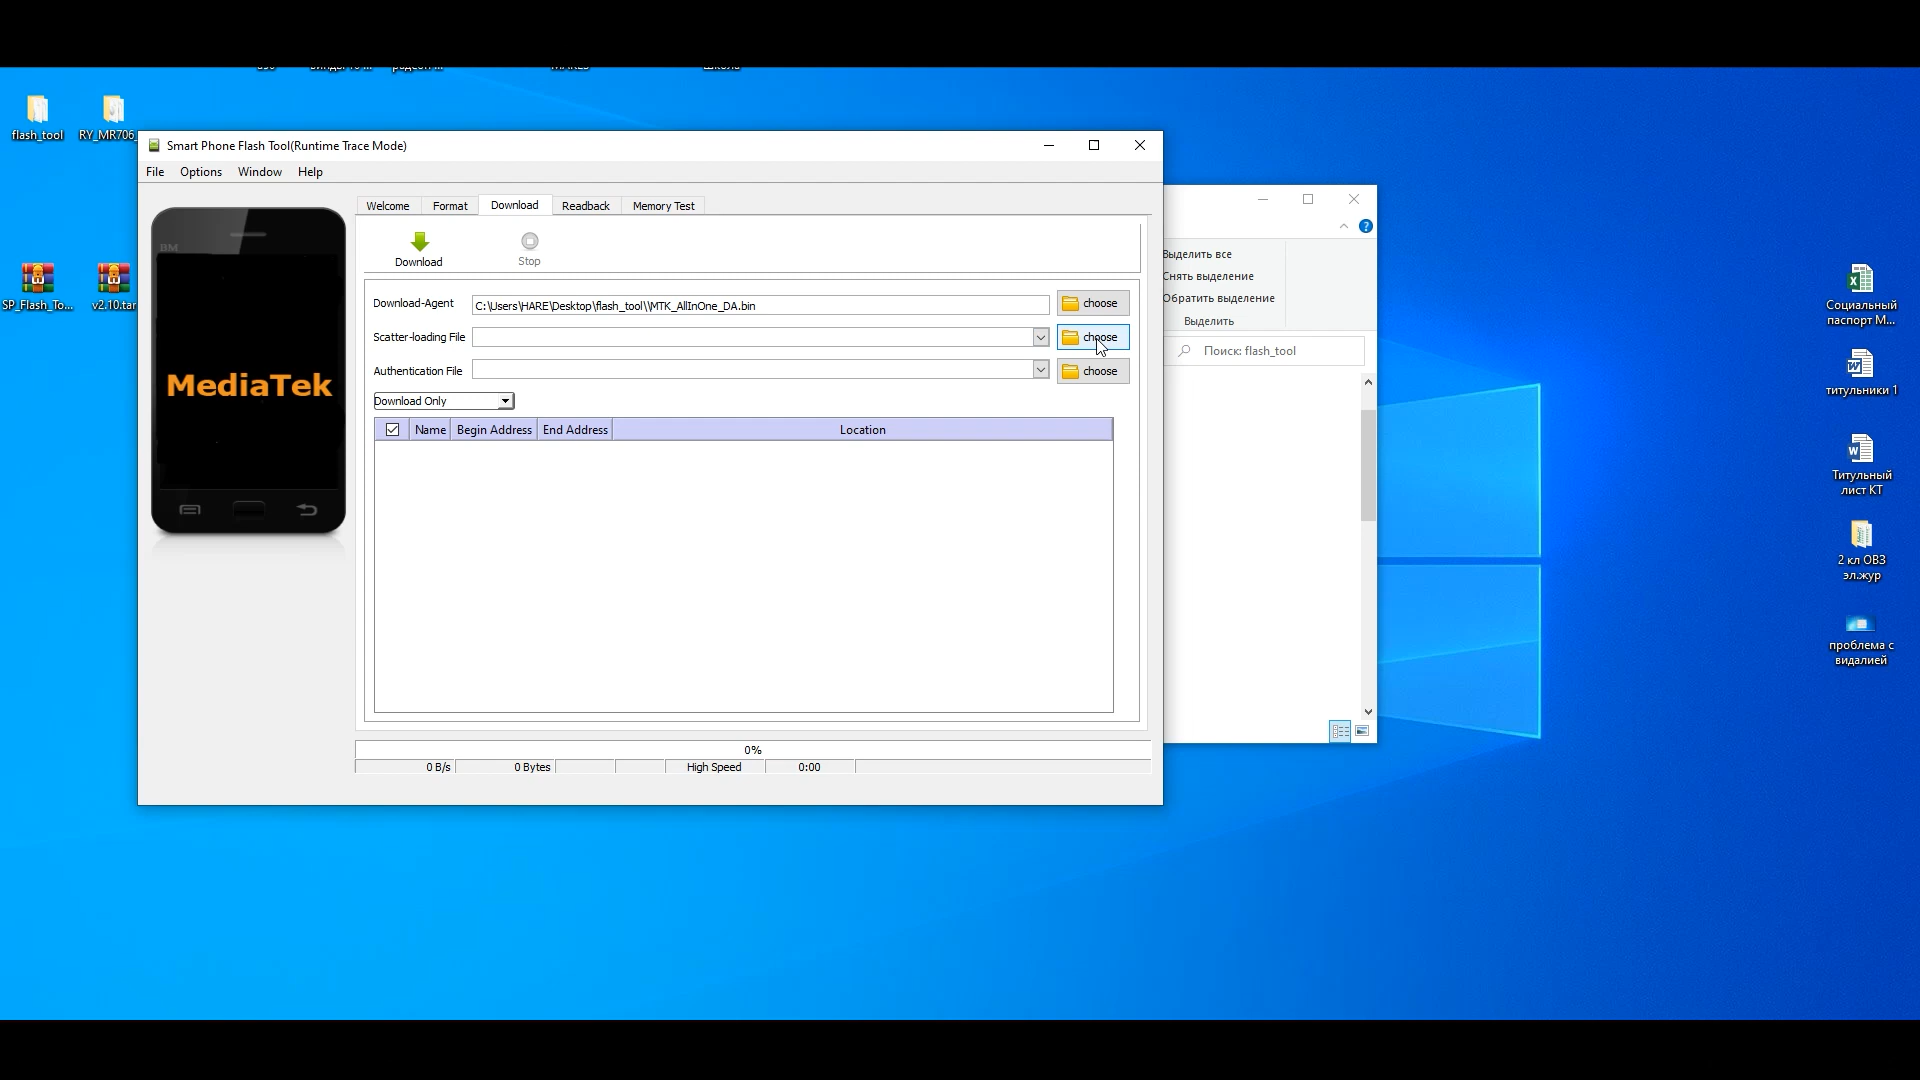 flash_tool
RY_MR706_
SP_Flash_To...
v2.10.tar
Smart Phone Flash Tool(Runtime Trace Mode)
File Options Window Help
Welcome Format Download Readback Memory Test
Download Stop
BM
MediaTek
Download-Agent C:\Users\HARE\Desktop\flash_tool\\MTK_AllInOne_DA.bin choose
Scatter-loading File choose
Authentication File choose
Download Only
Name Begin Address End Address Location
0%
0 B/s 0 Bytes High Speed 0:00
Выделить все
Снять выделение
Обратить выделение
Выделить
Поиск: flash_tool
Социальный
паспорт М...
титульники 1
Титульный
лист КТ
2 кл ОВЗ
эл.жур
проблема с
видалией